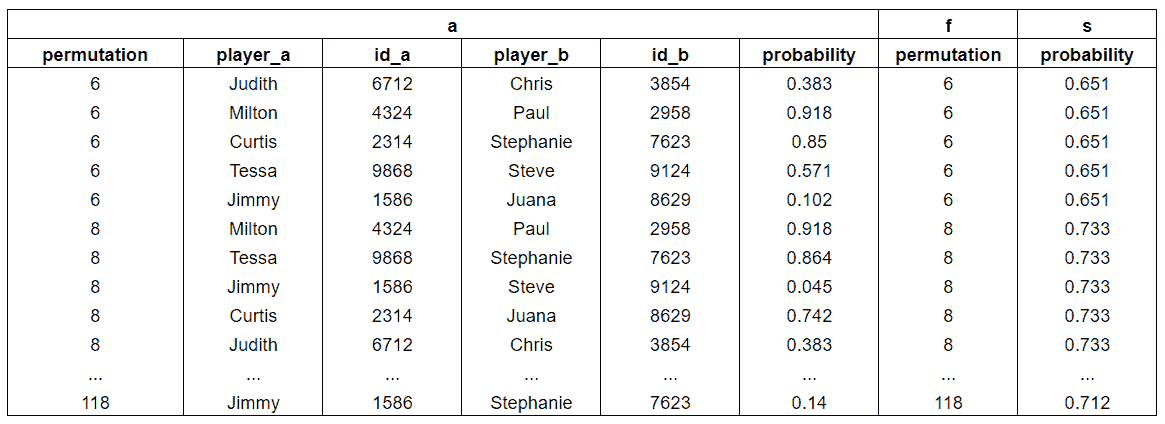 a f s
permutation player_a id_a player_b id_b probability permutation probability
6 Judith 6712 Chris 3854 0.383 6 0.651
6 Milton 4324 Paul 2958 0.918 6 0.651
6 Curtis 2314 Stephanie 7623 0.85 6 0.651
6 Tessa 9868 Steve 9124 0.571 6 0.651
6 Jimmy 1586 Juana 8629 0.102 6 0.651
8 Milton 4324 Paul 2958 0.918 8 0.733
8 Tessa 9868 Stephanie 7623 0.864 8 0.733
8 Jimmy 1586 Steve 9124 0.045 8 0.733
8 Curtis 2314 Juana 8629 0.742 8 0.733
8 Judith 6712 Chris 3854 0.383 8 0.733
... ... ... ... ... ... ... ...
118 Jimmy 1586 Stephanie 7623 0.14 118 0.712